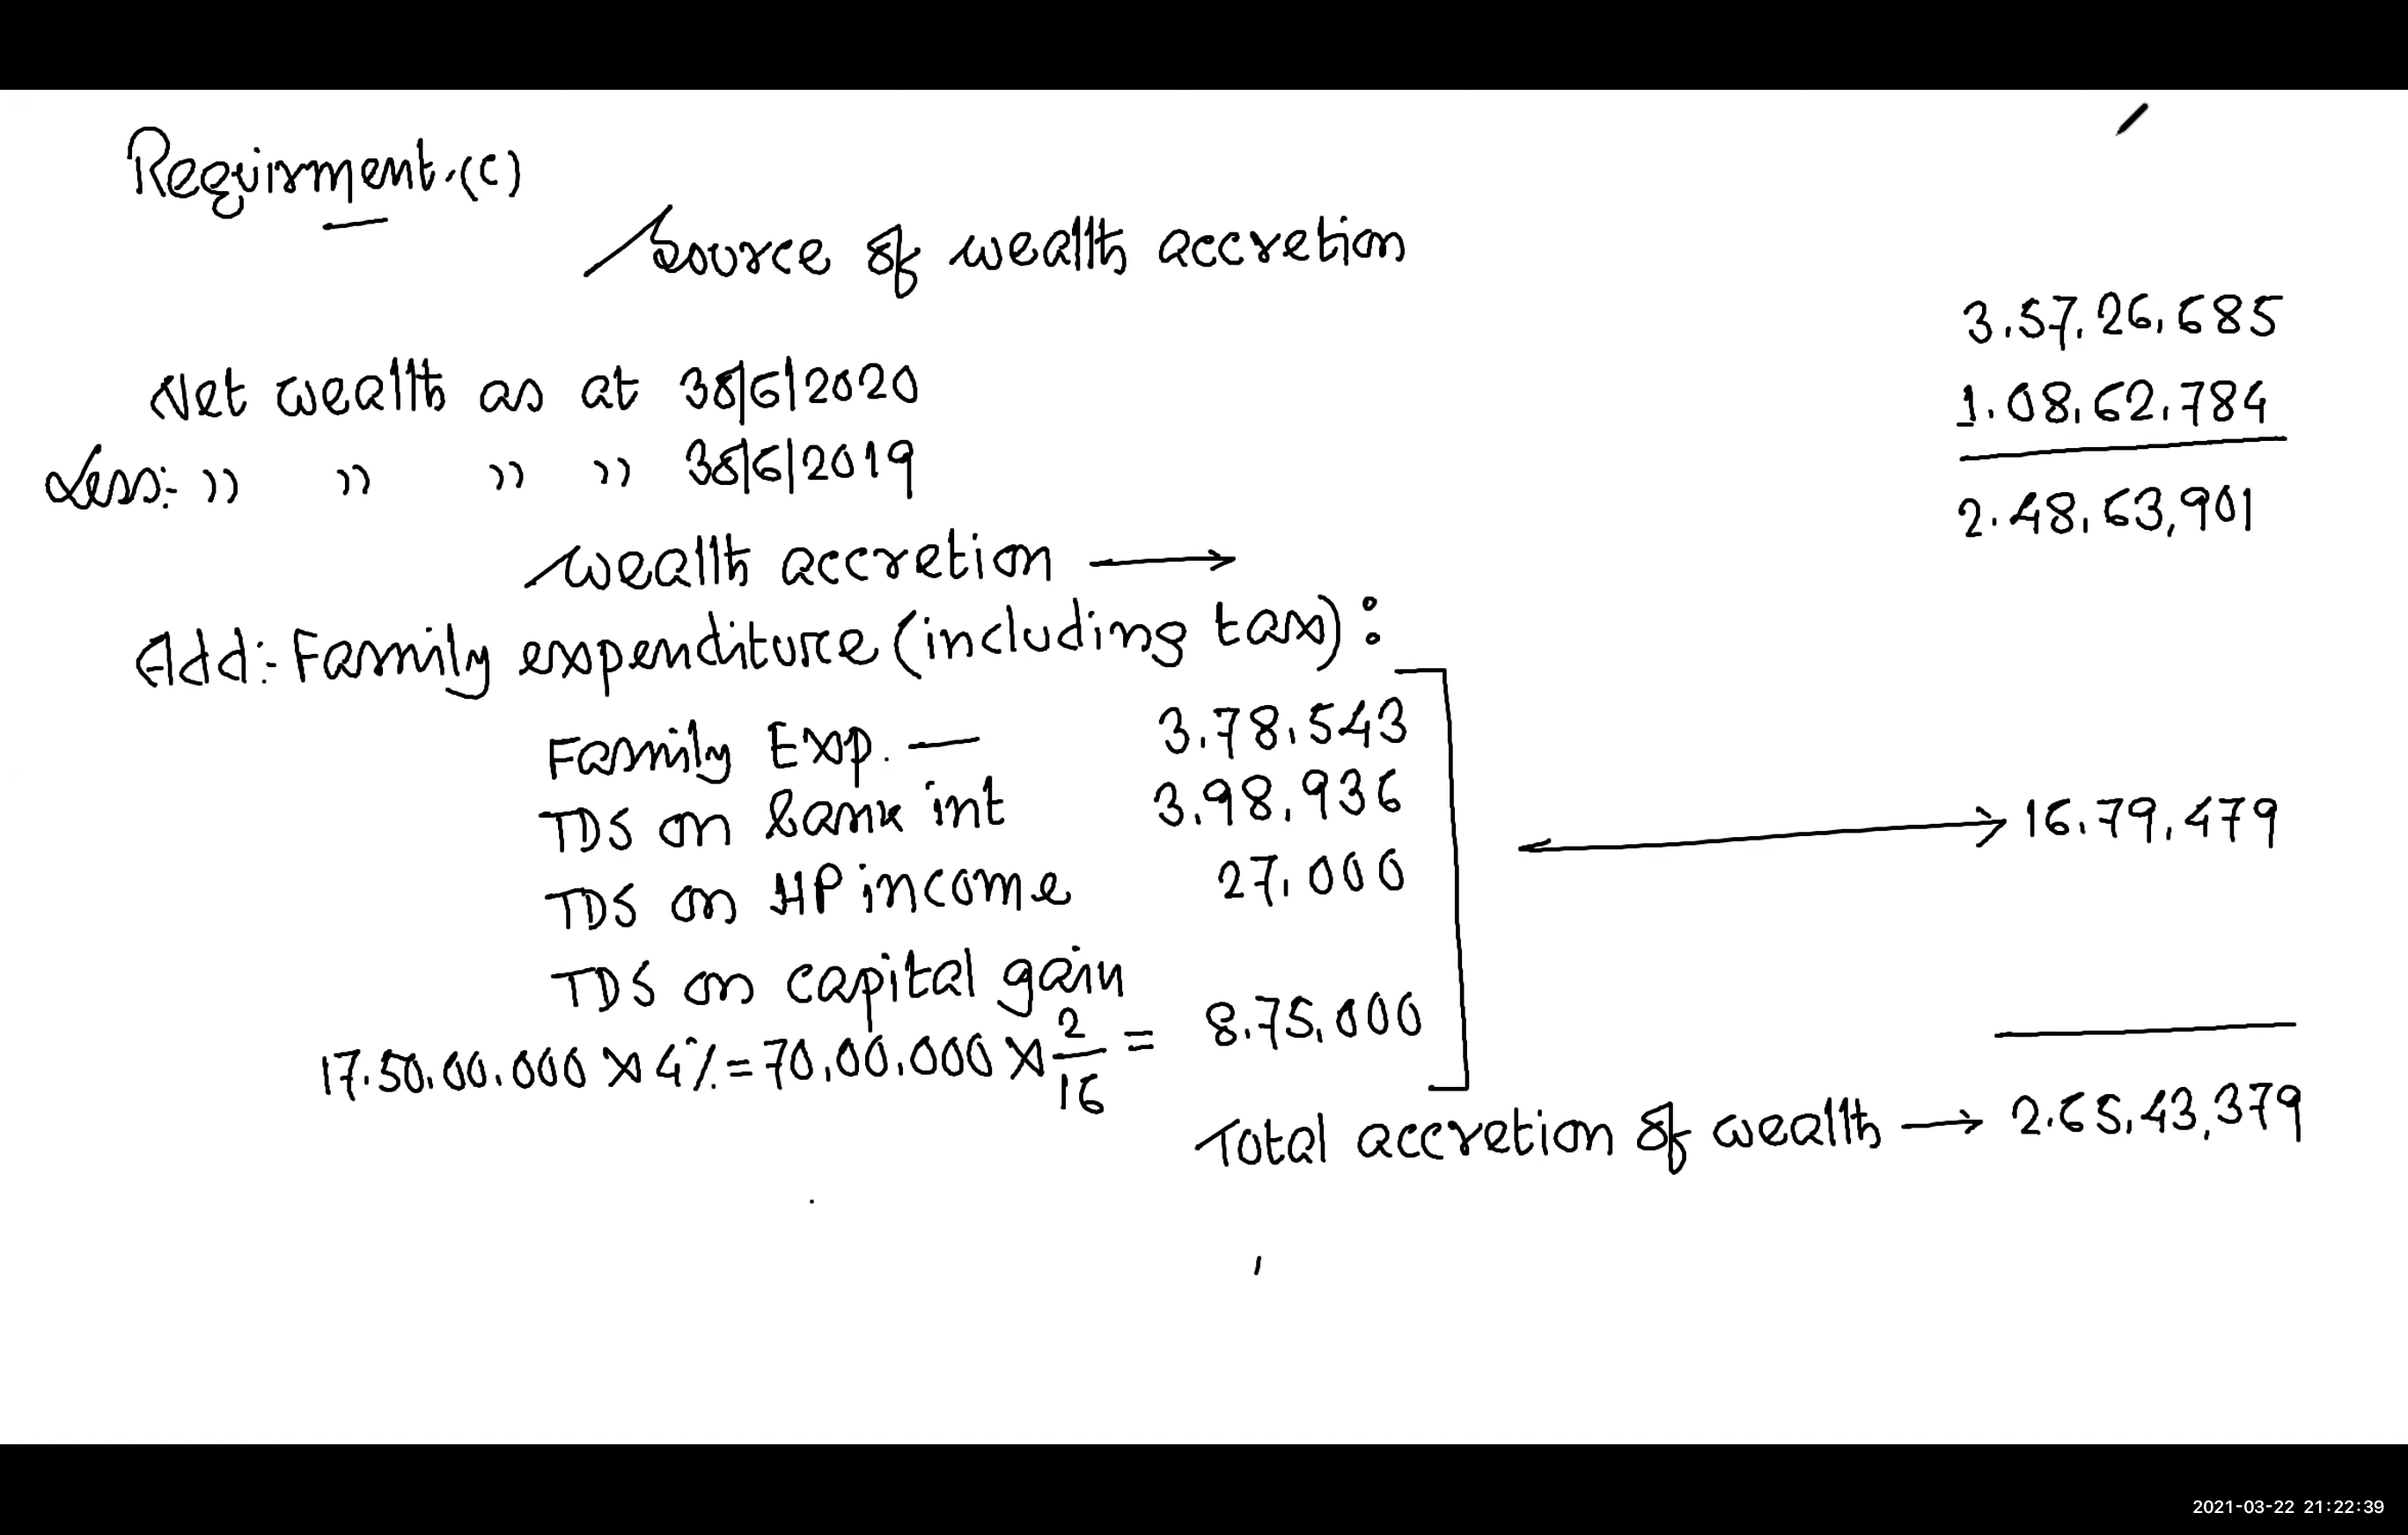 Requirment.(c)
Source of wealth accretion
3.57.26,685
Net wealth as at 30/6/2020
1.08,62,784
Less:- ,, ,, ,, ,, 30/6/2019
2.48,63,901
Wealth accretion →
Add:- Family expenditure (including tax):
Family Exp. — 3.78,543
TDS on bank int 3.98,936 → 16.79,479
TDS on HP income 27,000
TDS on capital gain
17.50,00.000 × 4% = 70,00.000 × 2/16 = 8.75,000
Total accretion of wealth → 2.65,43,379
2021-03-22 21:22:39